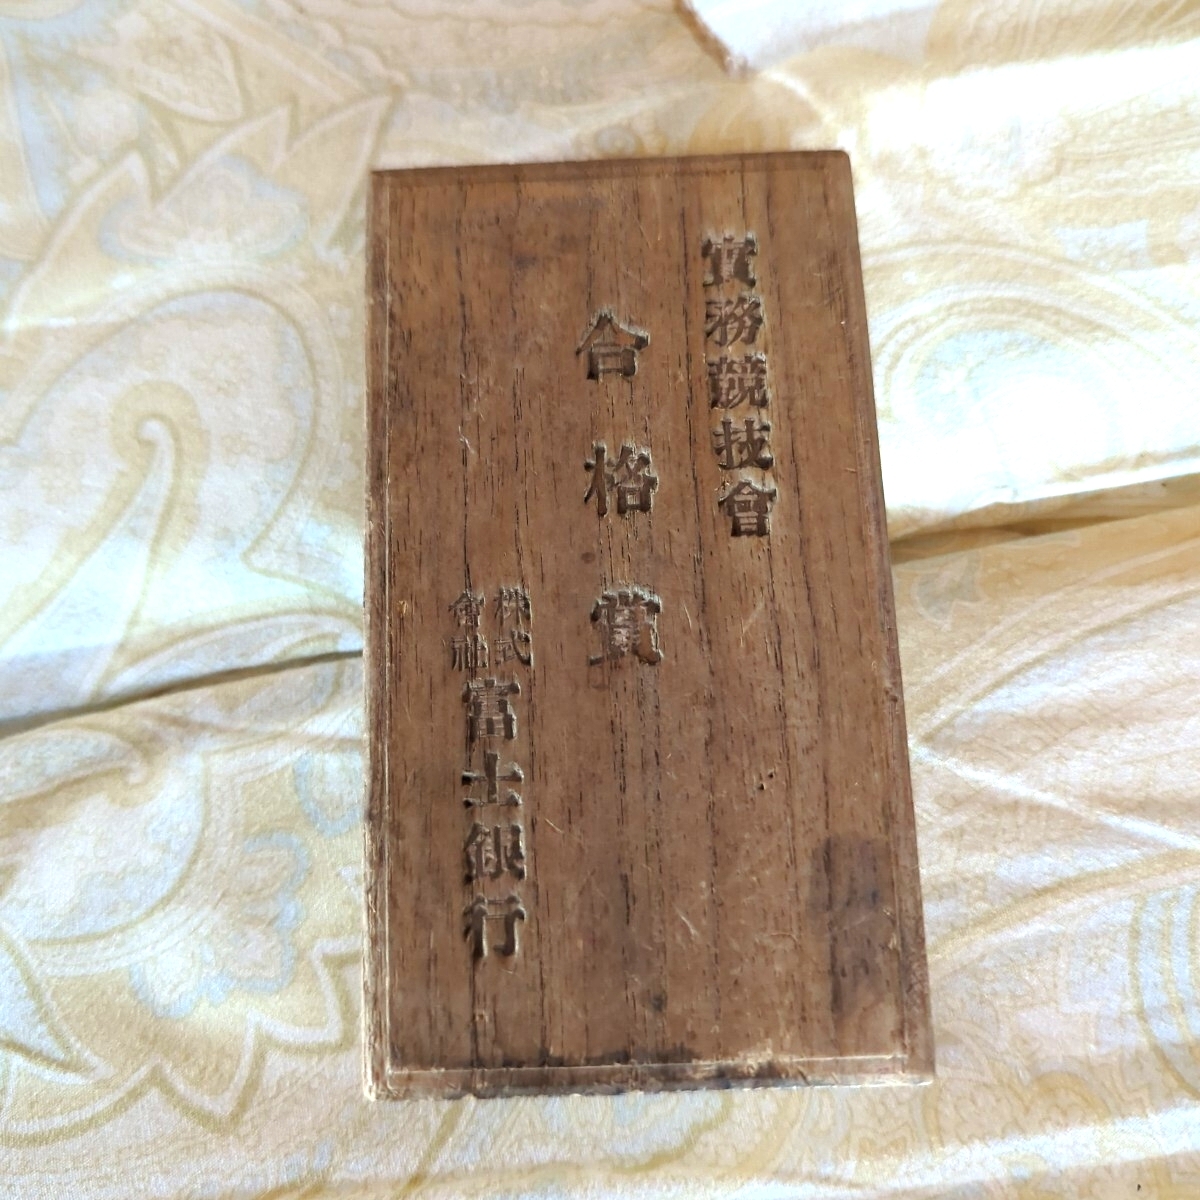 實務競技會
合格賞
株式會社富士銀行